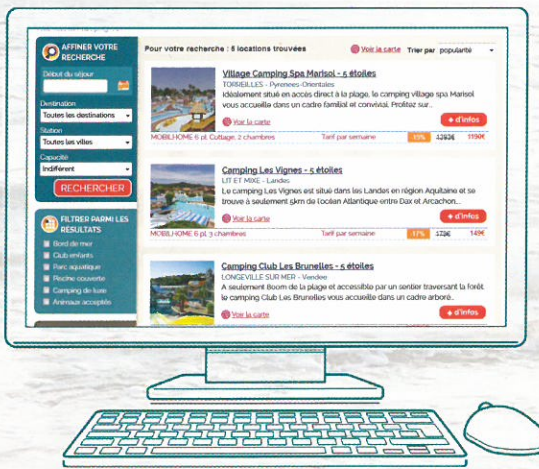 AFFINER VOTRE
RECHERCHE
Début du séjour
Destination
Toutes les destinations
Station
Toutes les villes
Capacité
Indifférent
RECHERCHER
FILTRER PARMI LES
RÉSULTATS
Bord de mer
Club enfants
Parc aquatique
Piscine couverte
Camping de luxe
Animaux acceptés
Pour votre recherche : 6 locations trouvées
Voir la carte Trier par popularité
Village Camping Spa Marisol - 5 étoiles
TORREILLES - Pyrenees-Orientales
Idéalement situé en accès direct à la plage, le camping village spa Marisol
vous accueille dans un cadre familial et convivial. Profitez sur...
Voir la carte
+ d'infos
MOBILHOME 6 pl. Cottage, 2 chambres Tarif par semaine
1190€
Camping Les Vignes - 5 étoiles
LIT ET MIXE - Landes
Le camping Les Vignes est situé dans les Landes en région Aquitaine et se
trouve à seulement 5km de l'océan Atlantique entre Dax et Arcachon...
Voir la carte
+ d'infos
MOBILHOME 6 pl. 3 chambres Tarif par semaine 17% 179€ 149€
Camping Club Les Brunelles - 5 étoiles
LONGEVILLE SUR MER - Vendee
A seulement 800m de la plage et accessible par un sentier traversant la forêt
le camping Club Les Brunelles vous accueille dans un cadre arboré..
Voir la carte
+ d'infos